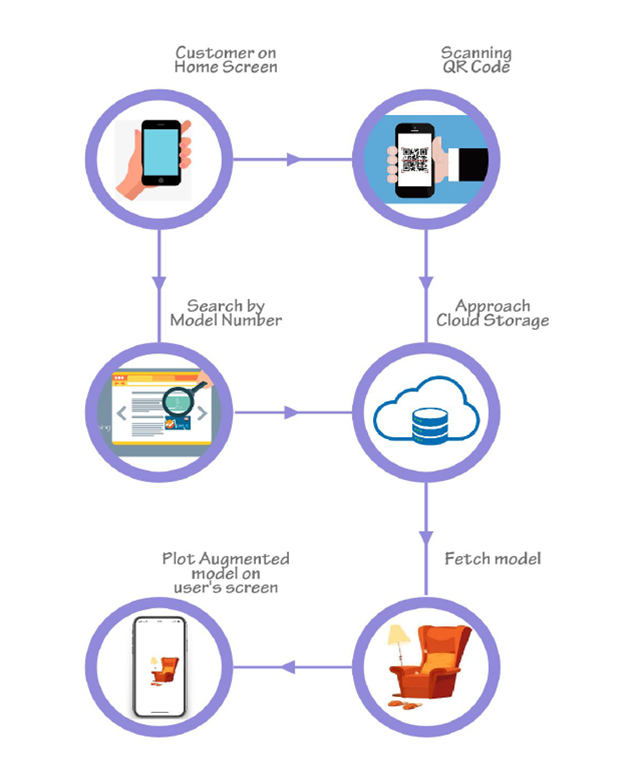 Customer on
Home Screen
Scanning
QR Code
Search by
Model Number
Approach
Cloud Storage
Plot Augmented
model on
user's screen
Fetch model